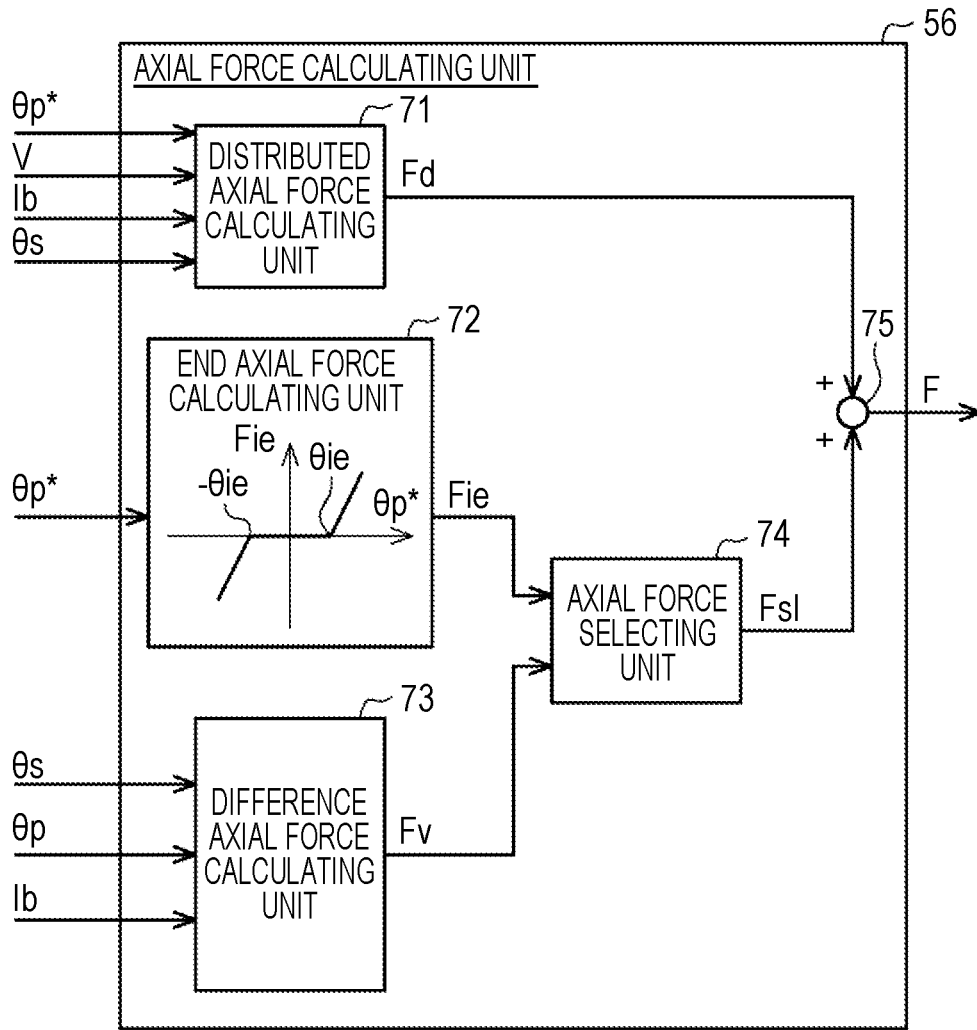 56
AXIAL FORCE CALCULATING UNIT
θp*
V
Ib
θs
71
DISTRIBUTED
AXIAL FORCE
CALCULATING
UNIT
Fd
72
END AXIAL FORCE
CALCULATING UNIT
Fie
-θie
θie
θp*
θp*
Fie
75
+
+
F
74
AXIAL FORCE
SELECTING
UNIT
Fsl
73
θs
θp
Ib
DIFFERENCE
AXIAL FORCE
CALCULATING
UNIT
Fv